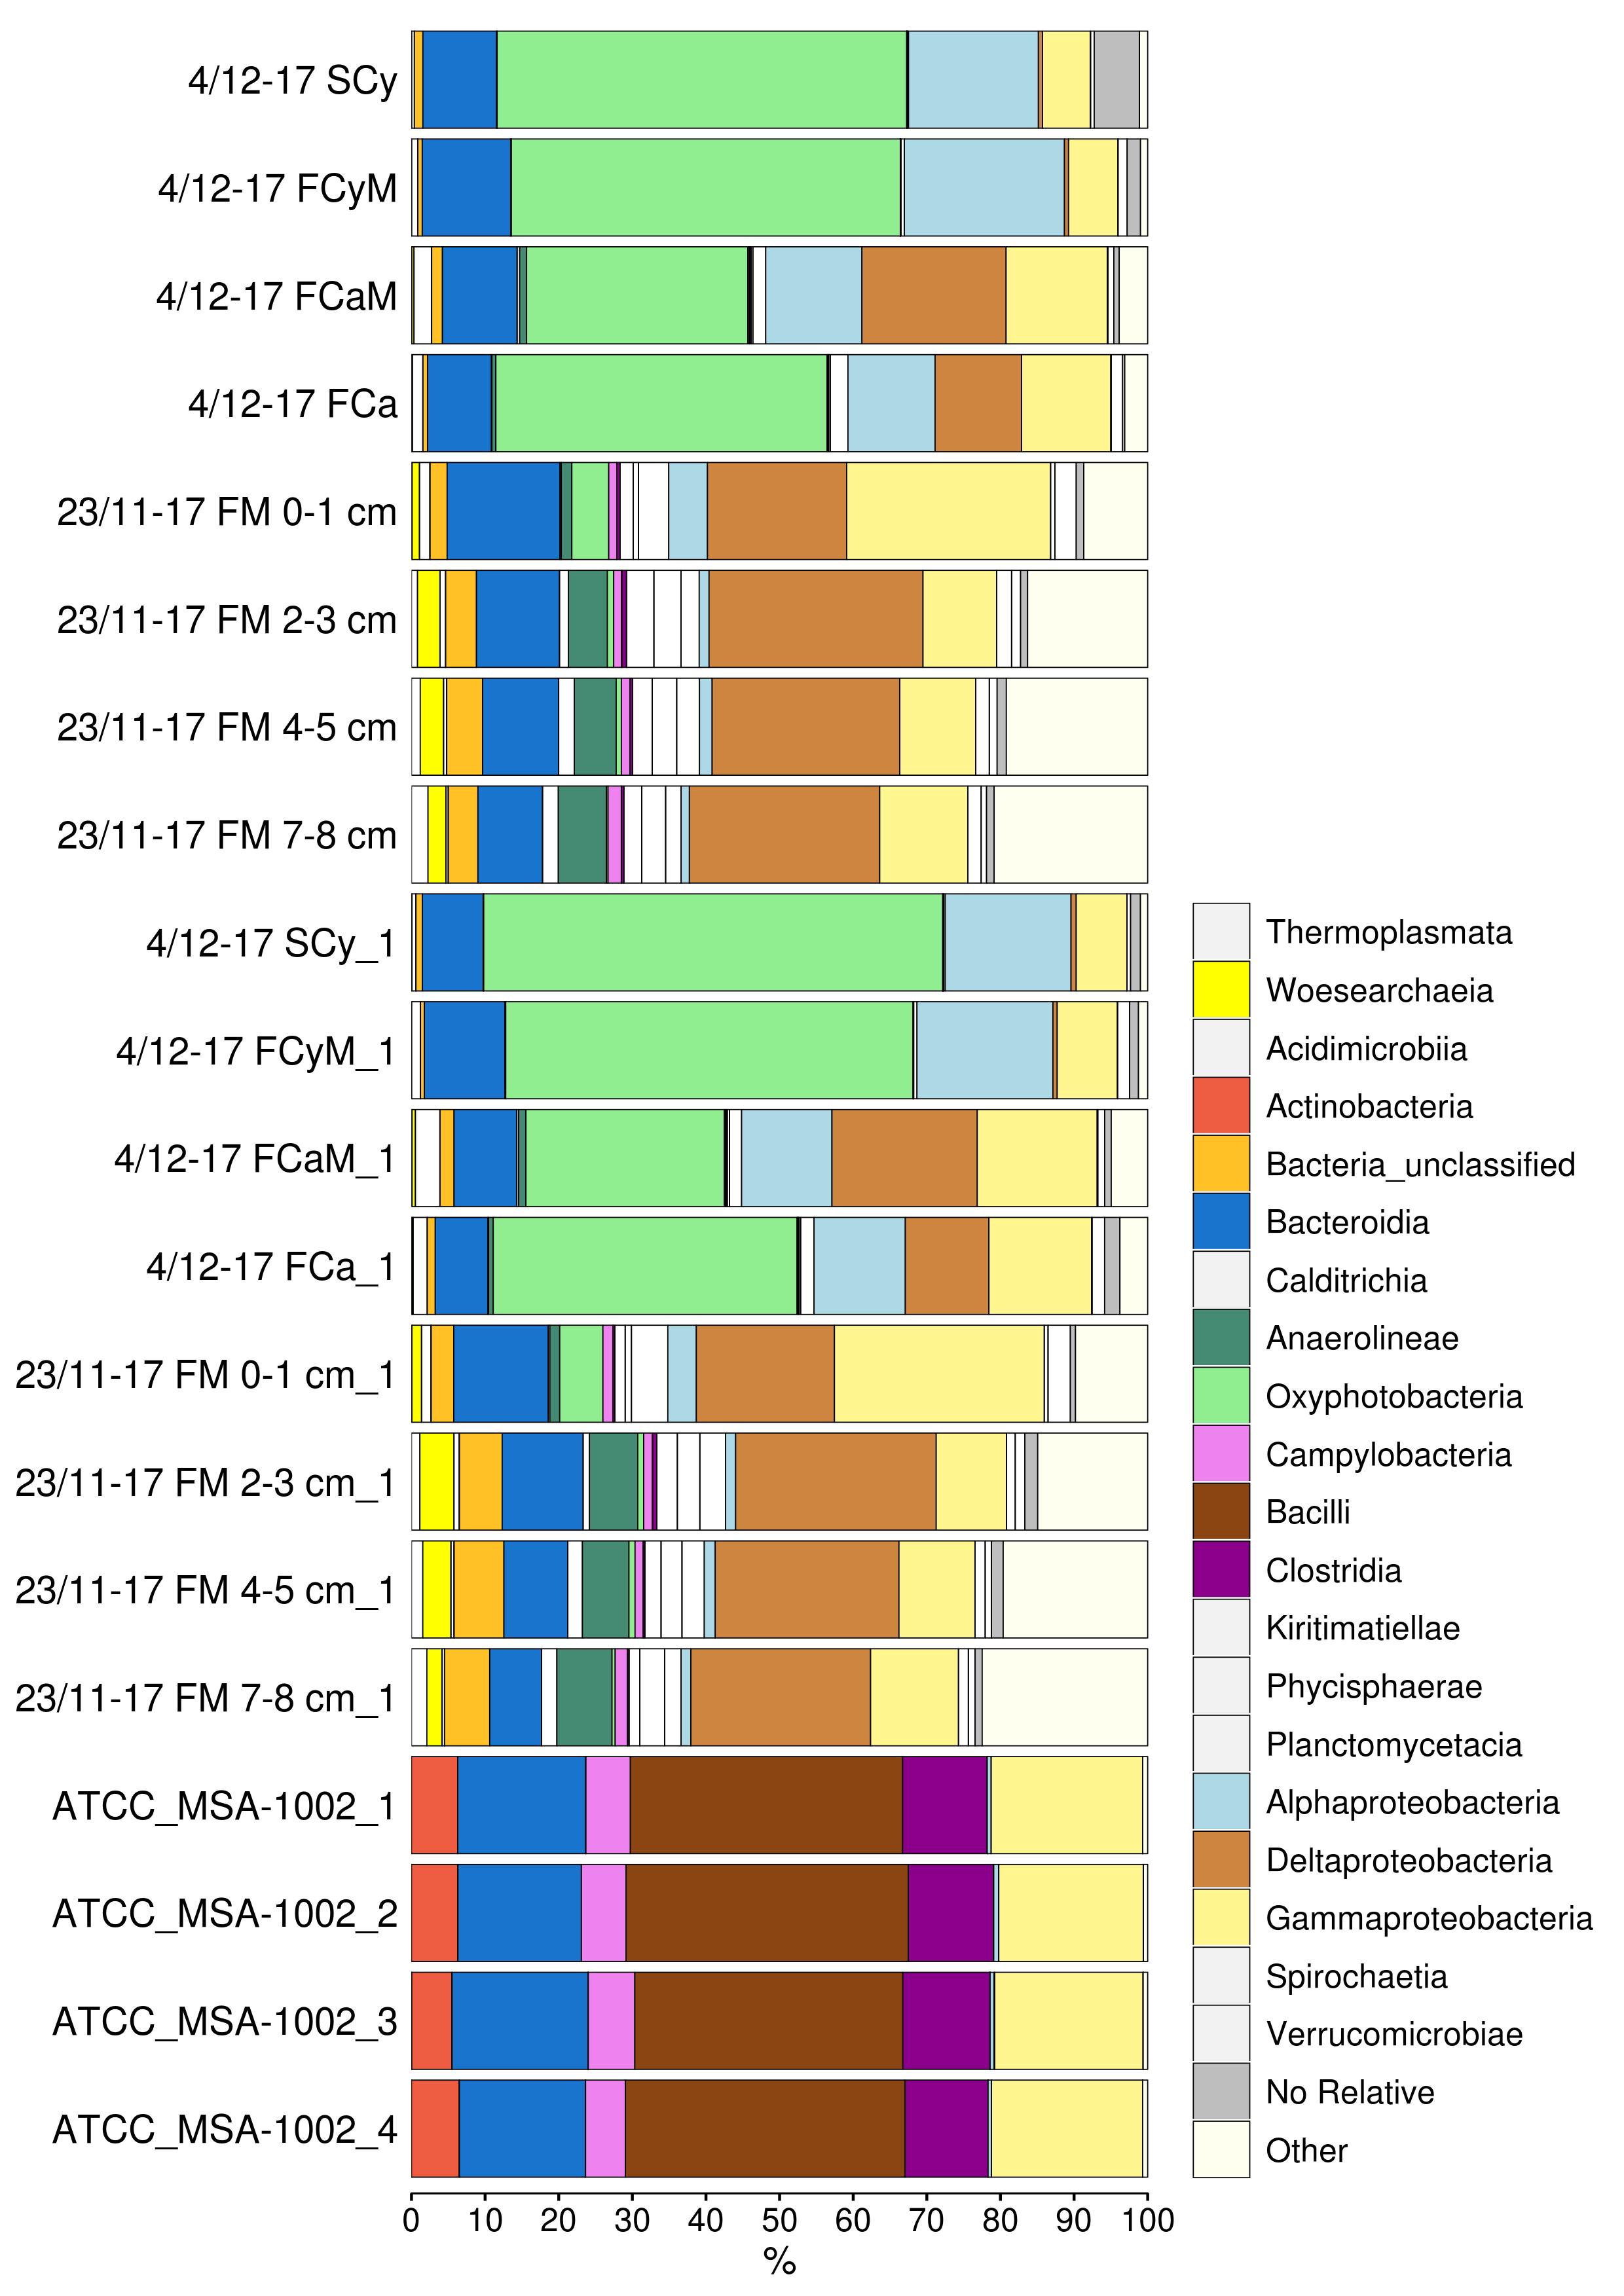 4/12-17 SCy
4/12-17 FCyM
4/12-17 FCaM
4/12-17 FCa
23/11-17 FM 0-1 cm
23/11-17 FM 2-3 cm
23/11-17 FM 4-5 cm
23/11-17 FM 7-8 cm
4/12-17 SCy_1
4/12-17 FCyM_1
4/12-17 FCaM_1
4/12-17 FCa_1
23/11-17 FM 0-1 cm_1
23/11-17 FM 2-3 cm_1
23/11-17 FM 4-5 cm_1
23/11-17 FM 7-8 cm_1
ATCC_MSA-1002_1
ATCC_MSA-1002_2
ATCC_MSA-1002_3
ATCC_MSA-1002_4
0 10 20 30 40 50 60 70 80 90 100
%
Thermoplasmata
Woesearchaeia
Acidimicrobiia
Actinobacteria
Bacteria_unclassified
Bacteroidia
Calditrichia
Anaerolineae
Oxyphotobacteria
Campylobacteria
Bacilli
Clostridia
Kiritimatiellae
Phycisphaerae
Planctomycetacia
Alphaproteobacteria
Deltaproteobacteria
Gammaproteobacteria
Spirochaetia
Verrucomicrobiae
No Relative
Other